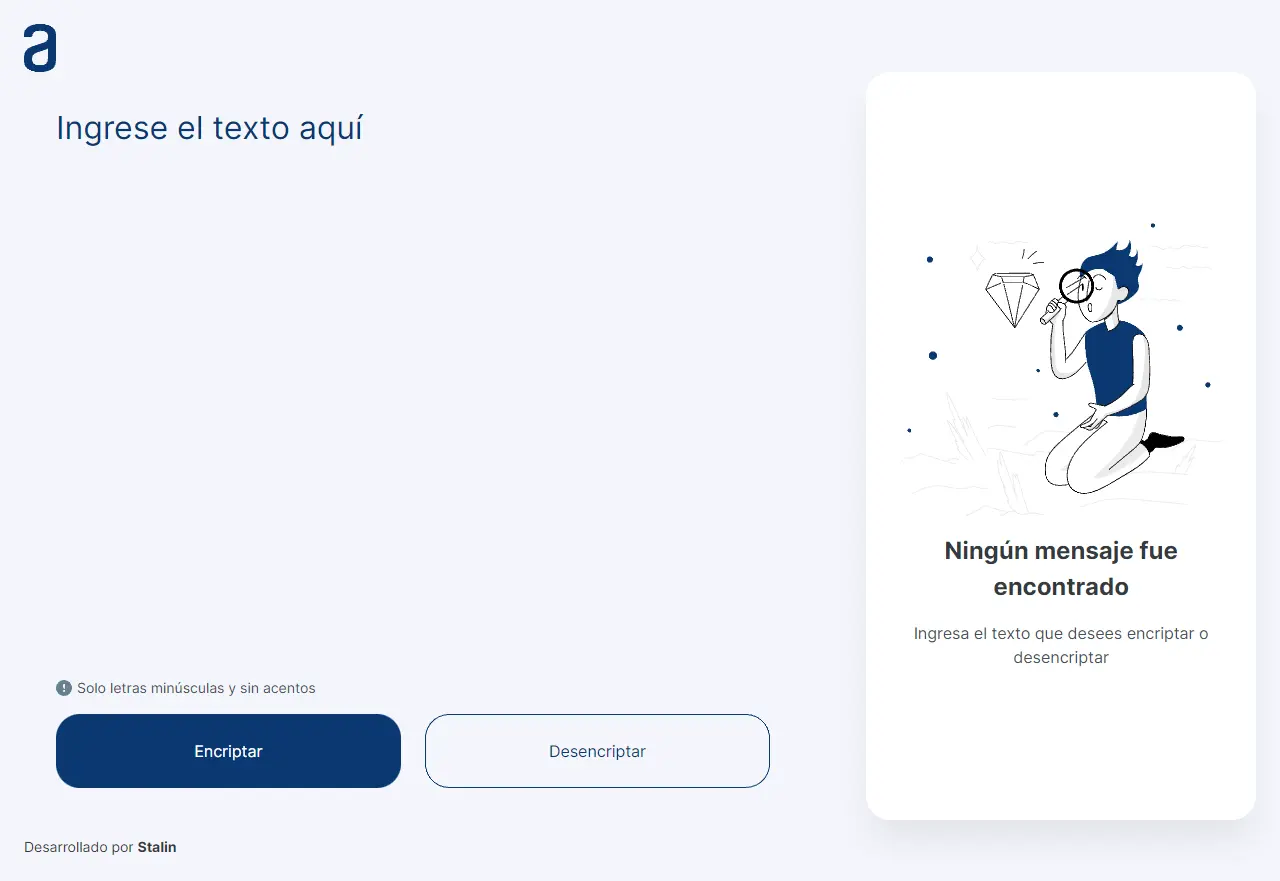 a
Ingrese el texto aquí
Ningún mensaje fue
encontrado
Ingresa el texto que desees encriptar o
desencriptar
Solo letras minúsculas y sin acentos
Encriptar
Desencriptar
Desarrollado por Stalin